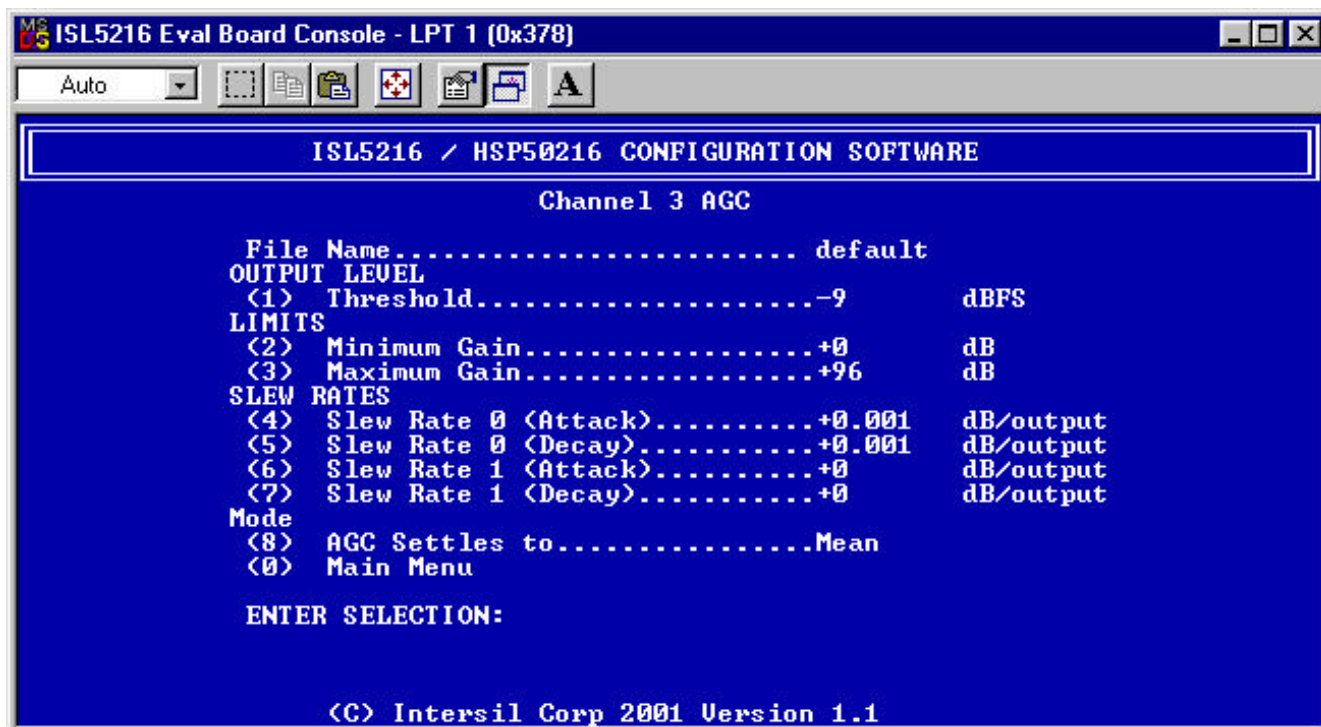 ISL5216 Eval Board Console - LPT 1 (0x378)
Auto
A
ISL5216 / HSP50216 CONFIGURATION SOFTWARE
Channel 3 AGC
File Name......................... default
OUTPUT LEVEL
(1) Threshold.....................-9 dBFS
LIMITS
(2) Minimum Gain..................+0 dB
(3) Maximum Gain..................+96 dB
SLEW RATES
(4) Slew Rate 0 (Attack)..........+0.001 dB/output
(5) Slew Rate 0 (Decay)...........+0.001 dB/output
(6) Slew Rate 1 (Attack)..........+0 dB/output
(7) Slew Rate 1 (Decay)...........+0 dB/output
Mode
(8) AGC Settles to................Mean
(0) Main Menu
ENTER SELECTION:
(C) Intersil Corp 2001 Version 1.1